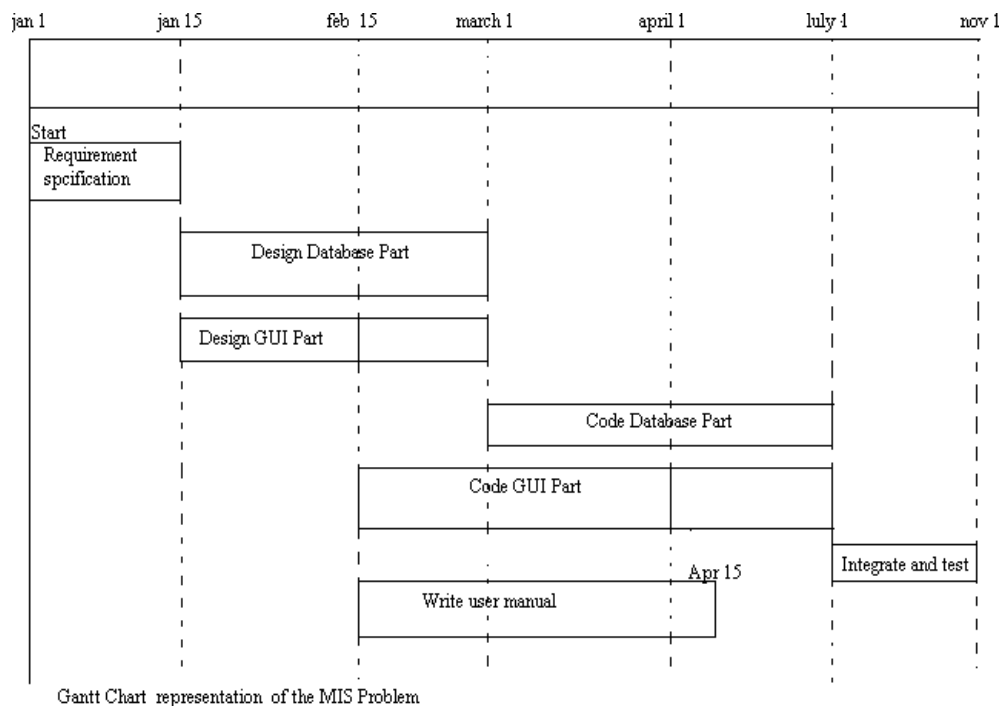 jan 1 jan 15 feb 15 march 1 april 1 luly 1 nov 1
Start
Requirement
spcification
Design Database Part
Design GUI Part
Code Database Part
Code GUI Part
Integrate and test
Apr 15
Write user manual
Gantt Chart representation of the MIS Problem